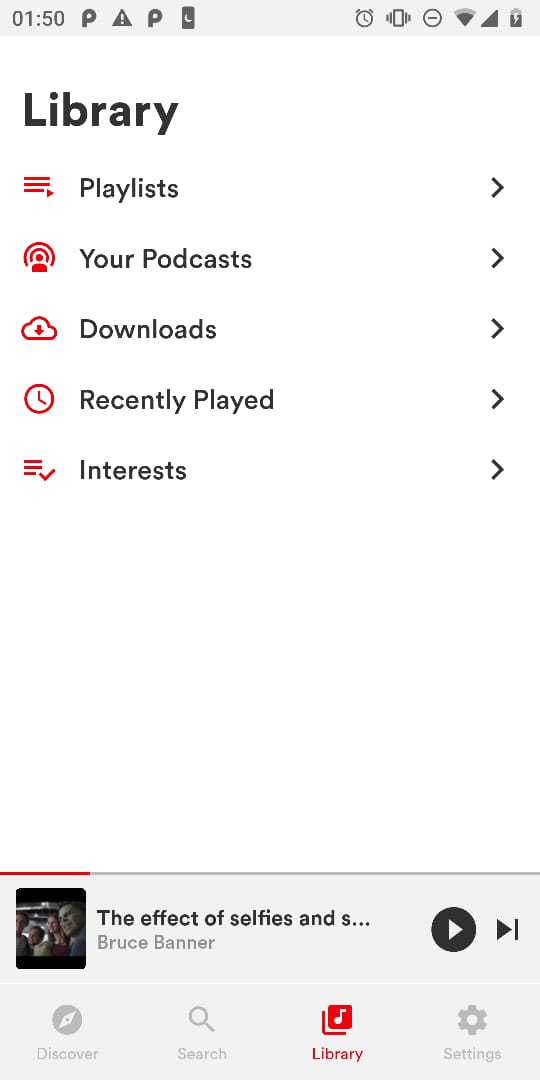 01:50
Library
Playlists
Your Podcasts
Downloads
Recently Played
Interests
The effect of selfies and s...
Bruce Banner
Discover
Search
Library
Settings